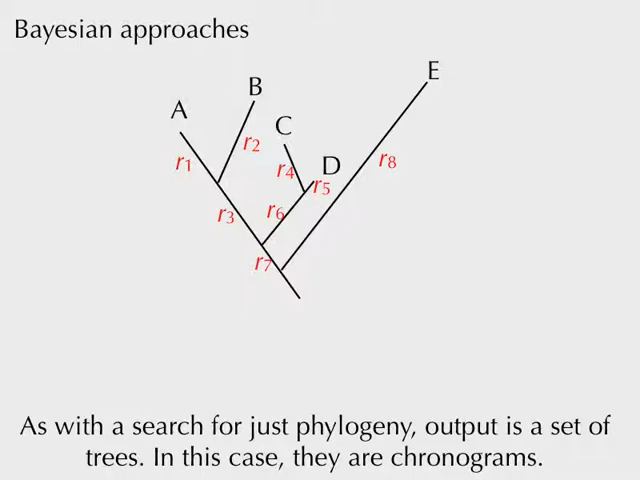 Bayesian approaches
E
B
A
C
r2
D
r1
r4
r5
r8
r3
r6
r7
As with a search for just phylogeny, output is a set of
trees. In this case, they are chronograms.